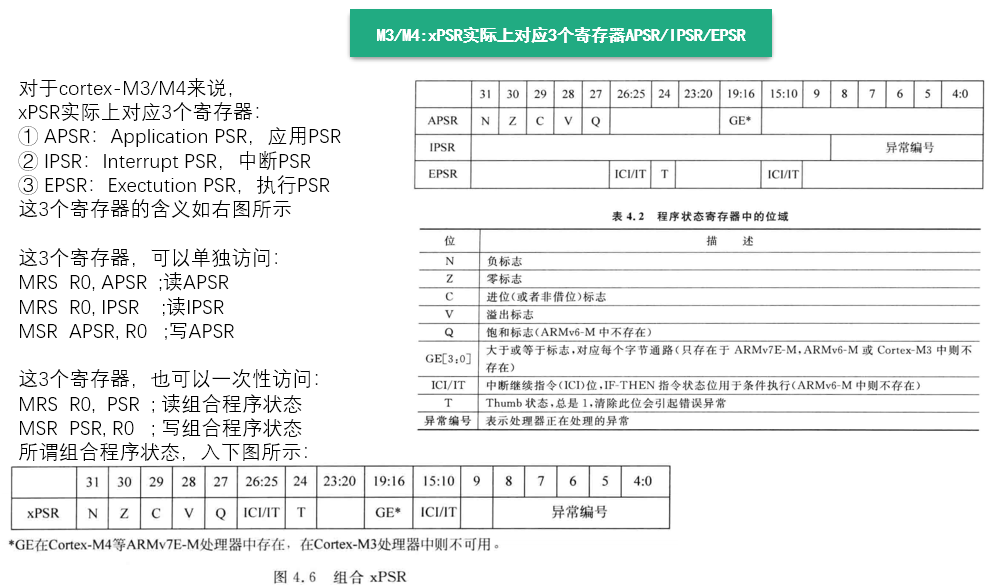 M3/M4:xPSR实际上对应3个寄存器APSR/IPSR/EPSR
对于cortex-M3/M4来说，
xPSR实际上对应3个寄存器：
① APSR：Application PSR，应用PSR
② IPSR：Interrupt PSR，中断PSR
③ EPSR：Exectution PSR，执行PSR
这3个寄存器的含义如右图所示
这3个寄存器，可以单独访问：
MRS R0, APSR ;读APSR
MRS R0, IPSR ;读IPSR
MSR APSR, R0 ;写APSR
这3个寄存器，也可以一次性访问：
MRS R0, PSR ; 读组合程序状态
MSR PSR, R0 ; 写组合程序状态
所谓组合程序状态，入下图所示：
31 30 29 28 27 26:25 24 23:20 19:16 15:10 9 8 7 6 5 4:0
APSR N Z C V Q GE*
IPSR 异常编号
EPSR ICI/IT T ICI/IT
表 4.2 程序状态寄存器中的位域
位 描 述
N 负标志
Z 零标志
C 进位(或者非借位)标志
V 溢出标志
Q 饱和标志(ARMv6-M 中不存在)
GE[3:0] 大于或等于标志,对应每个字节通路(只存在于 ARMv7E-M,ARMv6-M 或 Cortex-M3 中则不
存在)
ICI/IT 中断继续指令(ICI)位,IF-THEN 指令状态位用于条件执行(ARMv6-M 中则不存在)
T Thumb 状态,总是 1,清除此位会引起错误异常
异常编号 表示处理器正在处理的异常
31 30 29 28 27 26:25 24 23:20 19:16 15:10 9 8 7 6 5 4:0
xPSR N Z C V Q ICI/IT T GE* ICI/IT 异常编号
*GE在Cortex-M4等ARMv7E-M处理器中存在，在Cortex-M3处理器中则不可用。
图 4.6 组合 xPSR